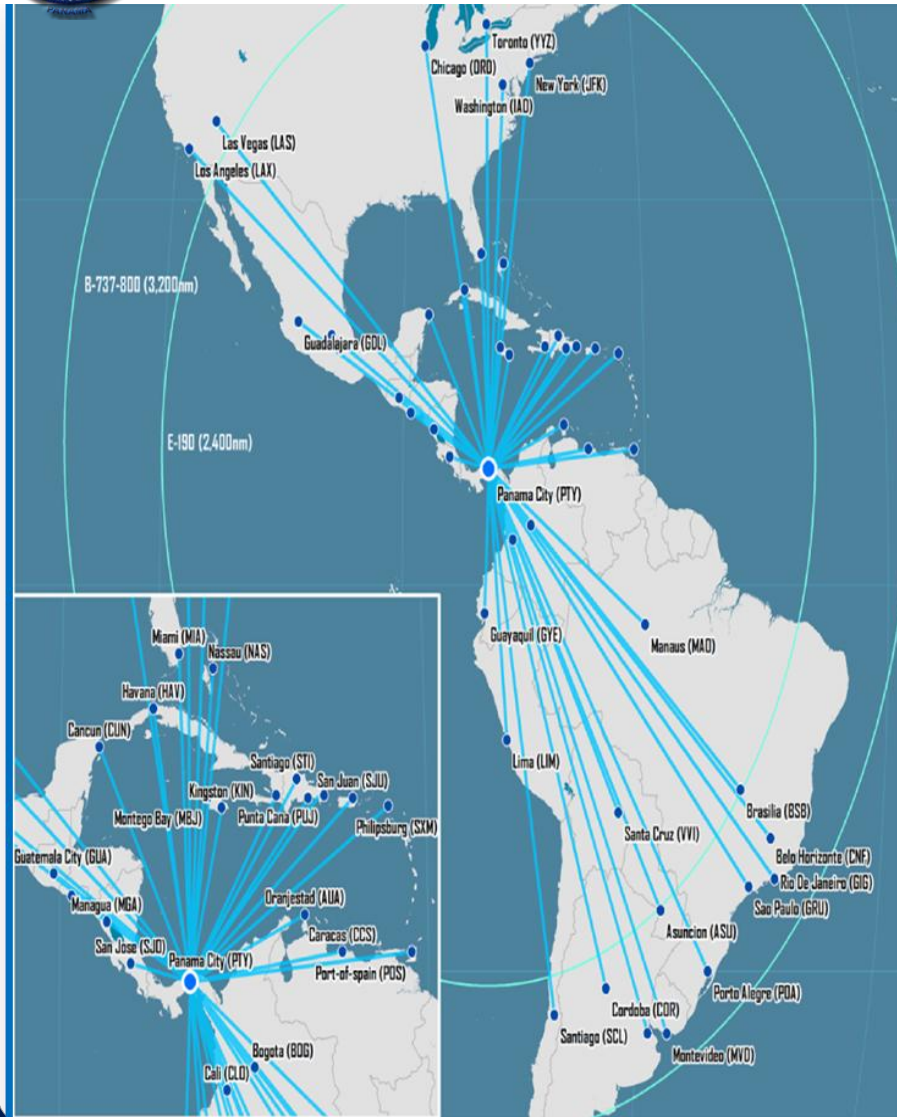 PANAMA
Toronto (YYZ)
Chicago (ORD)
New York (JFK)
Washington (IAD)
Las Vegas (LAS)
Los Angeles (LAX)
B-737-800 (3,200nm)
Guadalajara (GDL)
E-190 (2,400nm)
Panama City (PTY)
Guayaquil (GYE)
Manaus (MAO)
Lima (LIM)
Brasilia (BSB)
Santa Cruz (VVI)
Belo Horizonte (CNF)
Rio De Janeiro (GIG)
Sao Paulo (GRU)
Asuncion (ASU)
Porto Alegre (POA)
Cordoba (COR)
Santiago (SCL)
Montevideo (MVD)
Miami (MIA)
Nassau (NAS)
Havana (HAV)
Cancun (CUN)
Santiago (STI)
San Juan (SJU)
Kingston (KIN)
Montego Bay (MBJ)
Punta Cana (PUJ)
Philipsburg (SXM)
Guatemala City (GUA)
Oranjestad (AUA)
Managua (MGA)
Caracas (CCS)
San Jose (SJO)
Panama City (PTY)
Port-of-spain (POS)
Bogota (BOG)
Cali (CLO)